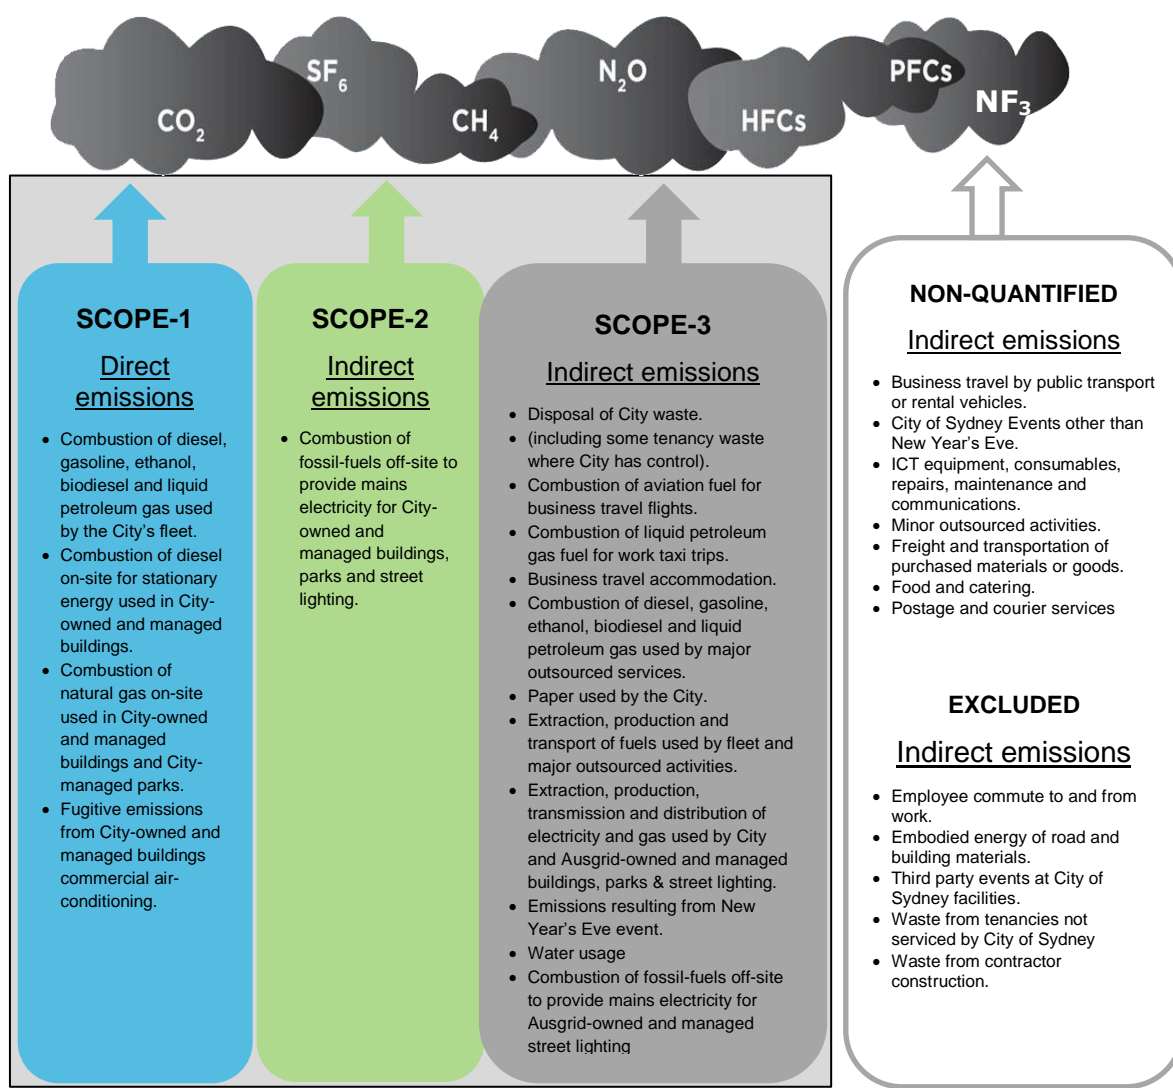 SF6
N2O
PFCs
CO2
CH4
HFCs
NF3
SCOPE-1
Direct
emissions
• Combustion of diesel,
gasoline, ethanol,
biodiesel and liquid
petroleum gas used
by the City's fleet.
• Combustion of diesel
on-site for stationary
energy used in City-
owned and managed
buildings.
• Combustion of
natural gas on-site
used in City-owned
and managed
buildings and City-
managed parks.
• Fugitive emissions
from City-owned and
managed buildings
commercial air-
conditioning.
SCOPE-2
Indirect
emissions
• Combustion of
fossil-fuels off-site to
provide mains
electricity for City-
owned and
managed buildings,
parks and street
lighting.
SCOPE-3
Indirect emissions
• Disposal of City waste.
• (including some tenancy waste
where City has control).
• Combustion of aviation fuel for
business travel flights.
• Combustion of liquid petroleum
gas fuel for work taxi trips.
• Business travel accommodation.
• Combustion of diesel, gasoline,
ethanol, biodiesel and liquid
petroleum gas used by major
outsourced services.
• Paper used by the City.
• Extraction, production and
transport of fuels used by fleet and
major outsourced activities.
• Extraction, production,
transmission and distribution of
electricity and gas used by City
and Ausgrid-owned and managed
buildings, parks & street lighting.
• Emissions resulting from New
Year's Eve event.
• Water usage
• Combustion of fossil-fuels off-site
to provide mains electricity for
Ausgrid-owned and managed
street lighting
NON-QUANTIFIED
Indirect emissions
• Business travel by public transport
or rental vehicles.
• City of Sydney Events other than
New Year's Eve.
• ICT equipment, consumables,
repairs, maintenance and
communications.
• Minor outsourced activities.
• Freight and transportation of
purchased materials or goods.
• Food and catering.
• Postage and courier services
EXCLUDED
Indirect emissions
• Employee commute to and from
work.
• Embodied energy of road and
building materials.
• Third party events at City of
Sydney facilities.
• Waste from tenancies not
serviced by City of Sydney
• Waste from contractor
construction.